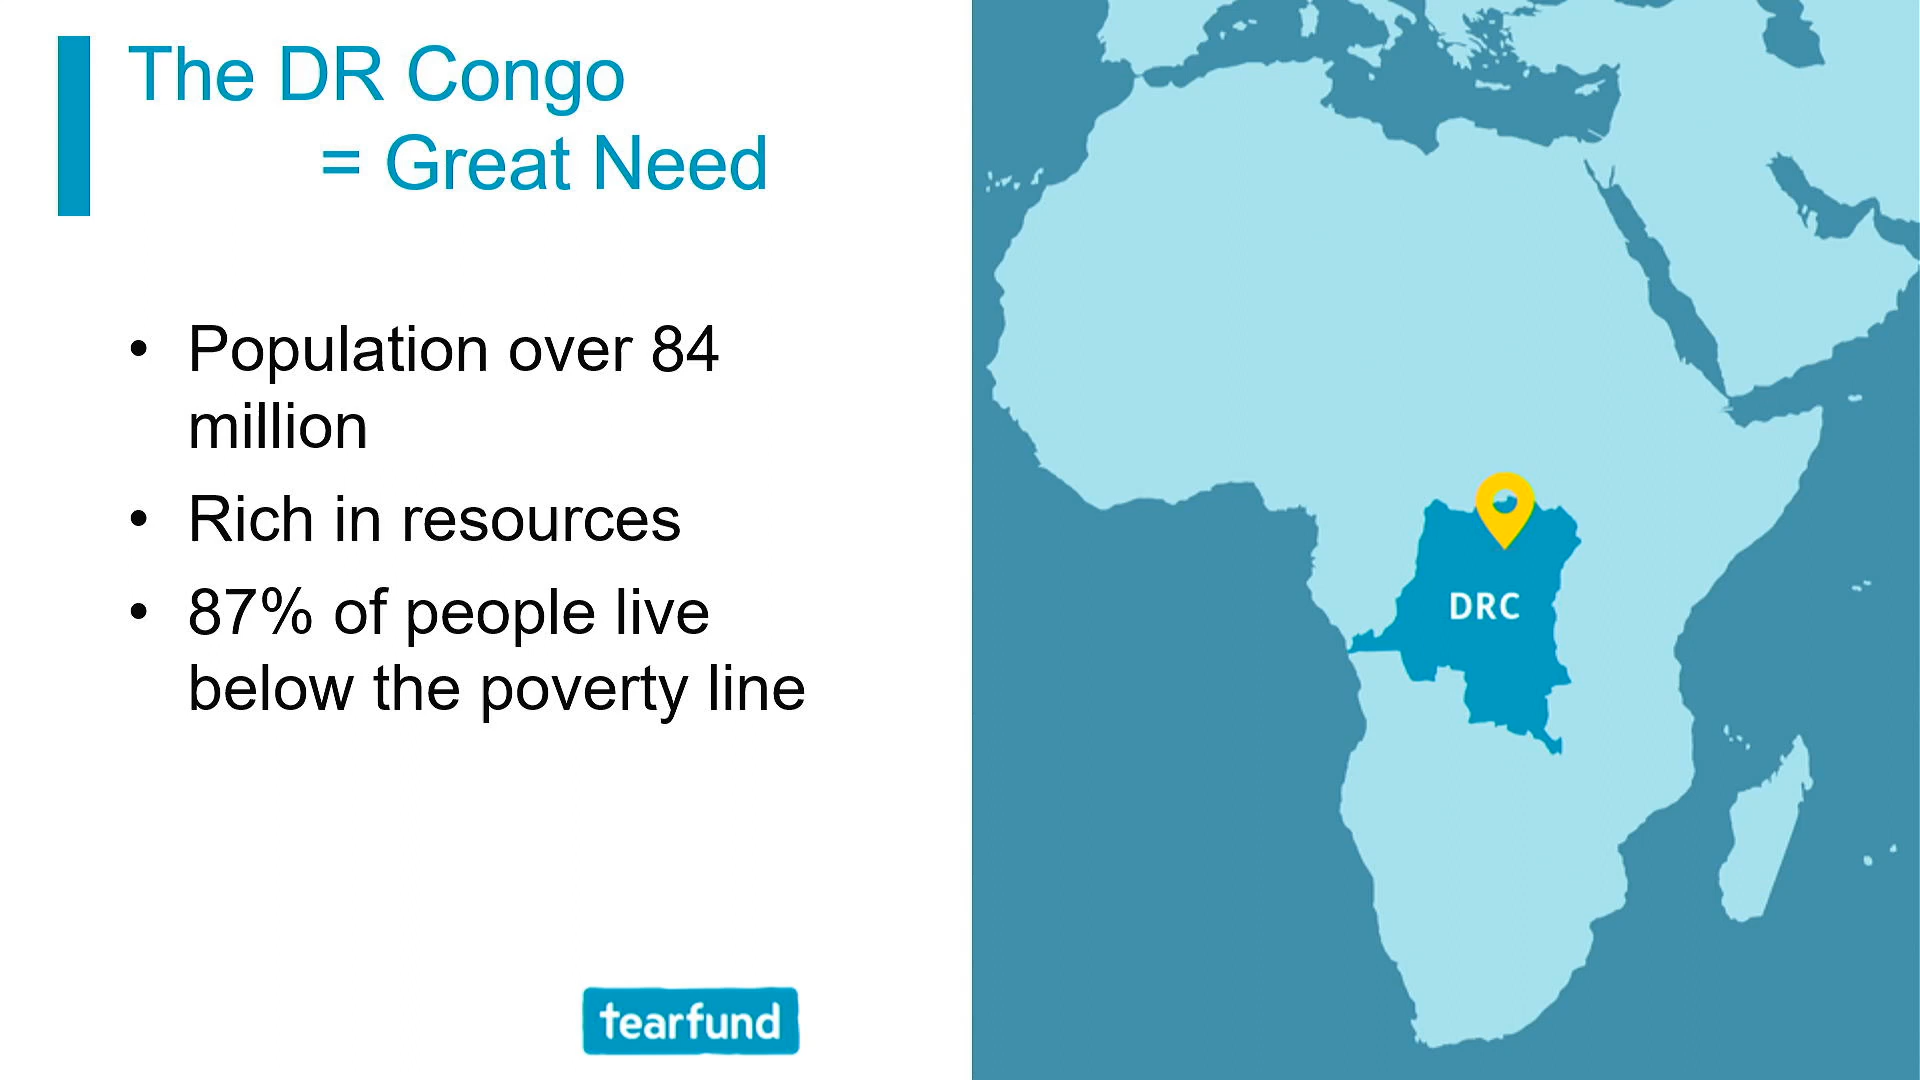 The DR Congo
= Great Need
• Population over 84
million
• Rich in resources
• 87% of people live
below the poverty line
DRC
tearfund